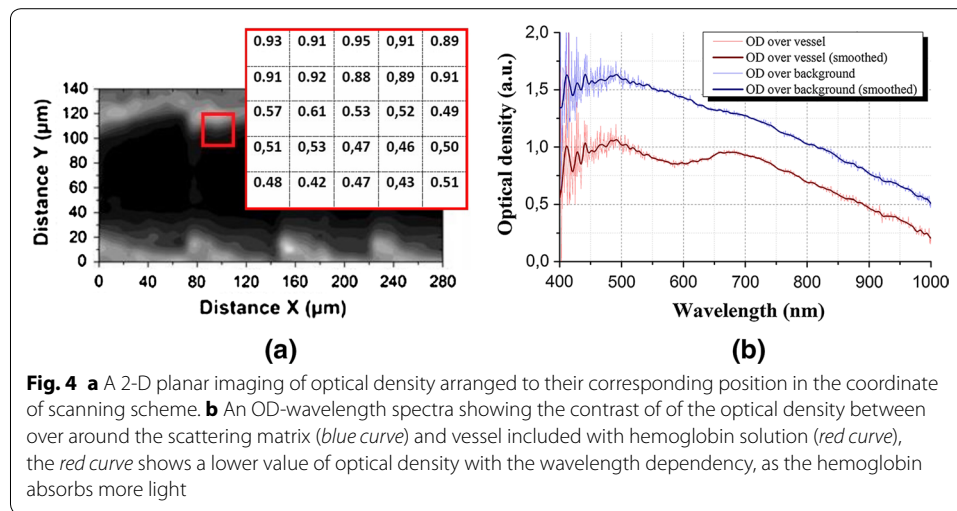 0.93 0.91 0.95 0,91 0.89
0.91 0.92 0.88 0,89 0.91
0.57 0.61 0.53 0,52 0.49
0,51 0,53 0,47 0,46 0,50
0.48 0.42 0.47 0,43 0.51
140
120
100
80
60
40
20
0
Distance Y (µm)
0 40 80 120 160 200 240 280
Distance X (µm)
(a)
OD over vessel
OD over vessel (smoothed)
OD over background
OD over background (smoothed)
2,0
1,5
1,0
0,5
0,0
Optical density (a.u.)
400 500 600 700 800 900 1000
Wavelength (nm)
(b)
Fig. 4 a A 2-D planar imaging of optical density arranged to their corresponding position in the coordinate
of scanning scheme. b An OD-wavelength spectra showing the contrast of of the optical density between
over around the scattering matrix (blue curve) and vessel included with hemoglobin solution (red curve),
the red curve shows a lower value of optical density with the wavelength dependency, as the hemoglobin
absorbs more light